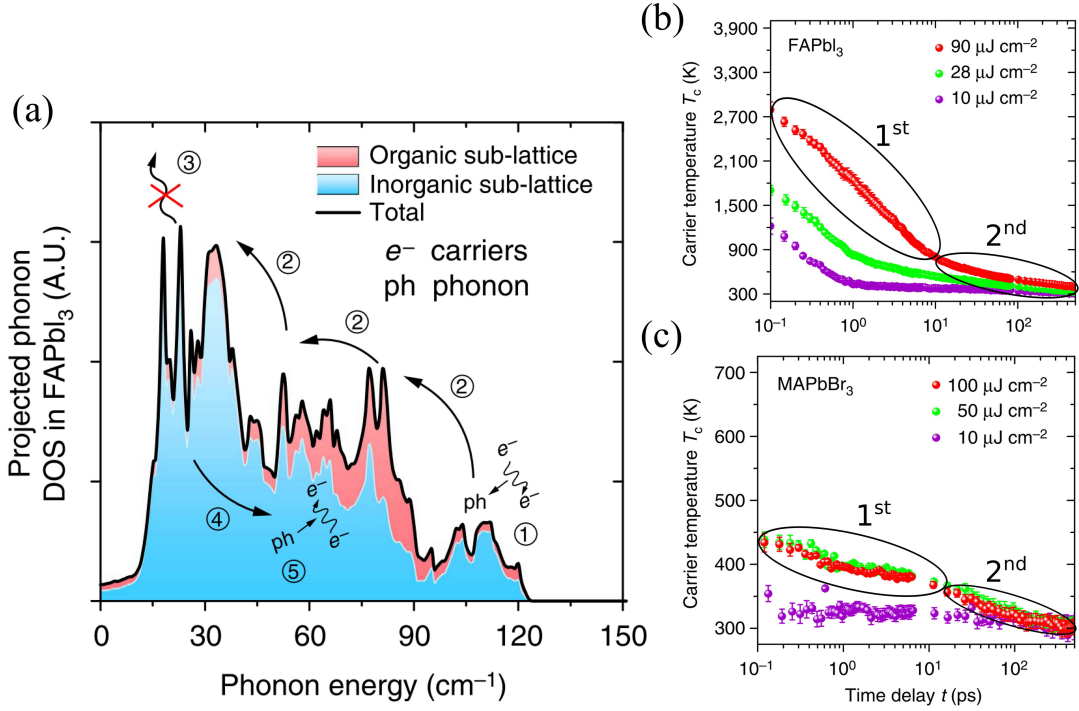 (a)
Projected phonon
DOS in FAPbI₃ (A.U.)
③
Organic sub-lattice
Inorganic sub-lattice
Total
e⁻ carriers
ph phonon
②
②
②
e⁻
ph
e⁻
①
④
e⁻
ph
e⁻
⑤
0 30 60 90 120 150
Phonon energy (cm⁻¹)
(b)
Carrier temperature T꜀ (K)
3,900
3,300
2,700
2,100
1,500
900
300
FAPbI₃
90 μJ cm⁻²
28 μJ cm⁻²
10 μJ cm⁻²
1ˢᵗ
2ⁿᵈ
10⁻¹ 10⁰ 10¹ 10²
(c)
Carrier temperature T꜀ (K)
700
600
500
400
300
MAPbBr₃
100 μJ cm⁻²
50 μJ cm⁻²
10 μJ cm⁻²
1ˢᵗ
2ⁿᵈ
10⁻¹ 10⁰ 10¹ 10²
Time delay t (ps)